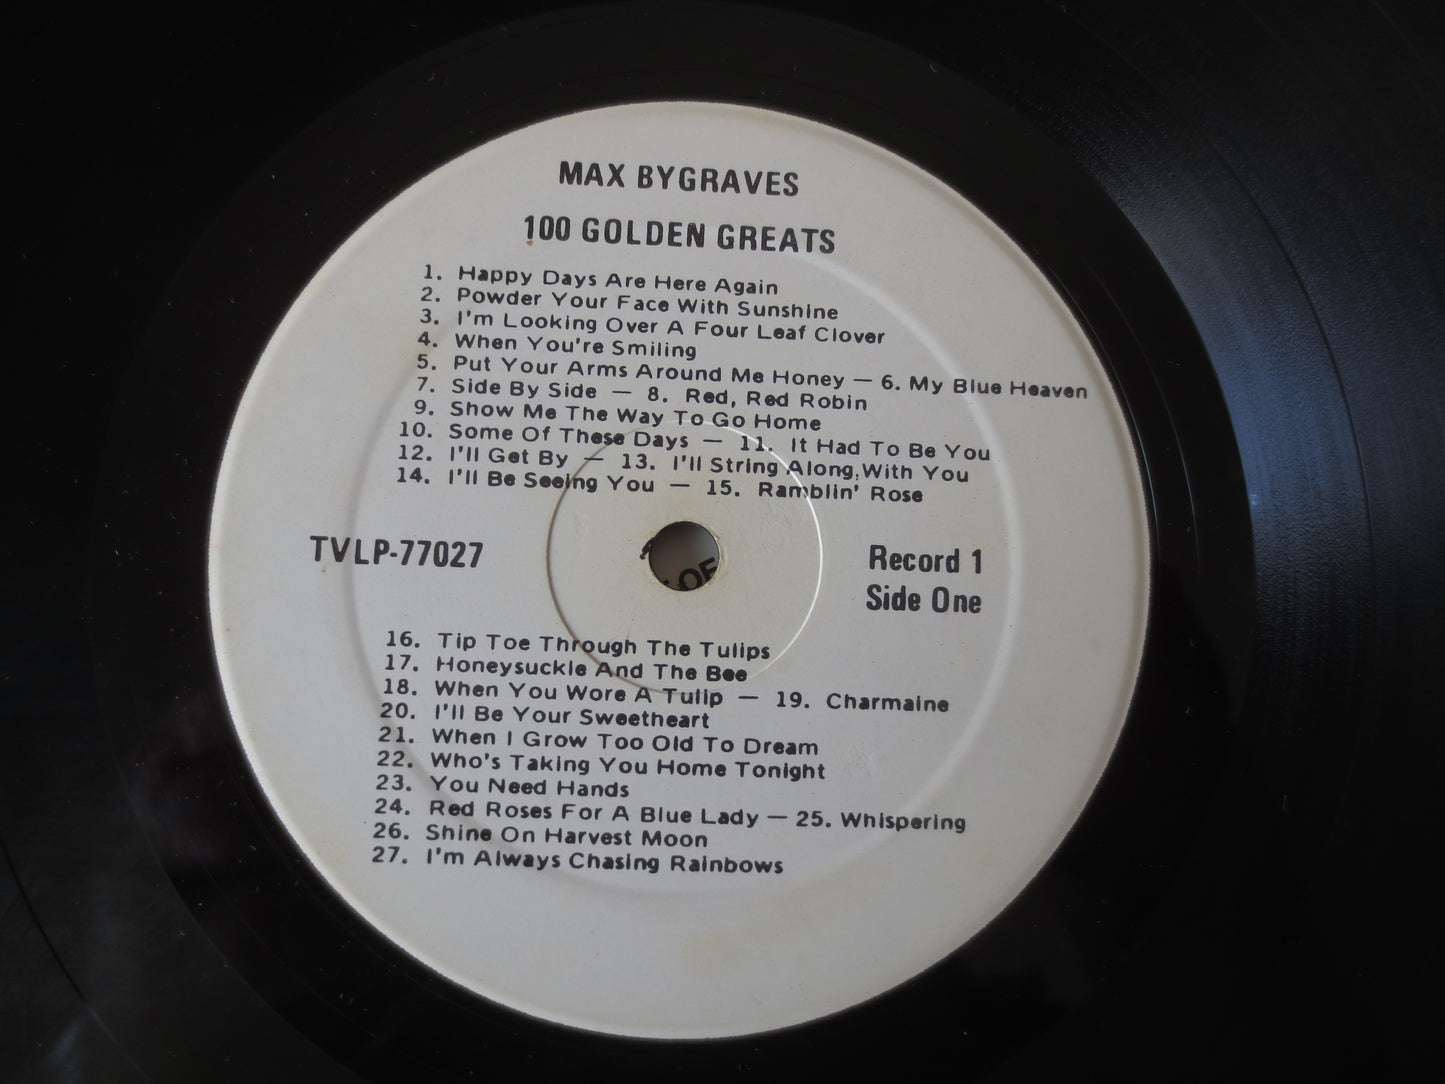 MAX BYGRAVES
100 GOLDEN GREATS
1. Happy Days Are Here Again
2. Powder Your Face With Sunshine
3. I'm Looking Over A Four Leaf Clover
4. When You're Smiling
5. Put Your Arms Around Me Honey — 6. My Blue Heaven
7. Side By Side — 8. Red, Red Robin
9. Show Me The Way To Go Home
10. Some Of These Days — 11. It Had To Be You
12. I'll Get By — 13. I'll String Along With You
14. I'll Be Seeing You — 15. Ramblin' Rose
TVLP-77027
Record 1
Side One
OF
16. Tip Toe Through The Tulips
17. Honeysuckle And The Bee
18. When You Wore A Tulip — 19. Charmaine
20. I'll Be Your Sweetheart
21. When I Grow Too Old To Dream
22. Who's Taking You Home Tonight
23. You Need Hands
24. Red Roses For A Blue Lady — 25. Whispering
26. Shine On Harvest Moon
27. I'm Always Chasing Rainbows